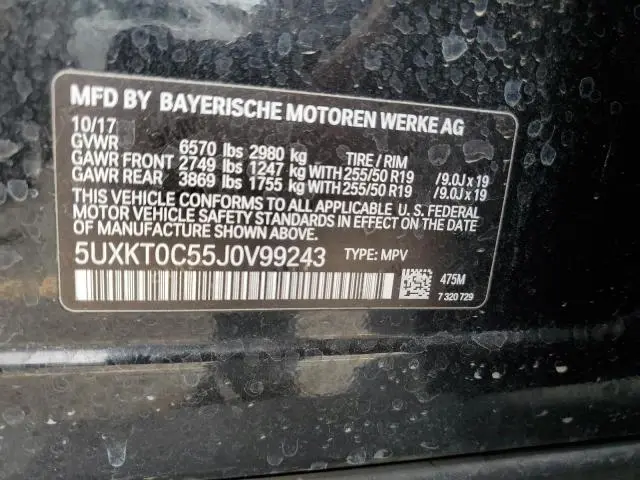 MFD BY BAYERISCHE MOTOREN WERKE AG
10/17
GVWR 6570 lbs 2980 kg TIRE / RIM
GAWR FRONT 2749 lbs 1247 kg WITH 255/50 R19 /9.0J x 19
GAWR REAR 3869 lbs 1755 kg WITH 255/50 R19 /9.0J x 19
THIS VEHICLE CONFORMS TO ALL APPLICABLE U. S. FEDERAL
MOTOR VEHICLE SAFETY STANDARDS IN EFFECT ON THE DATE
OF MANUFACTURE SHOWN ABOVE.
5UXKT0C55J0V99243 TYPE: MPV
475M
7 320 729